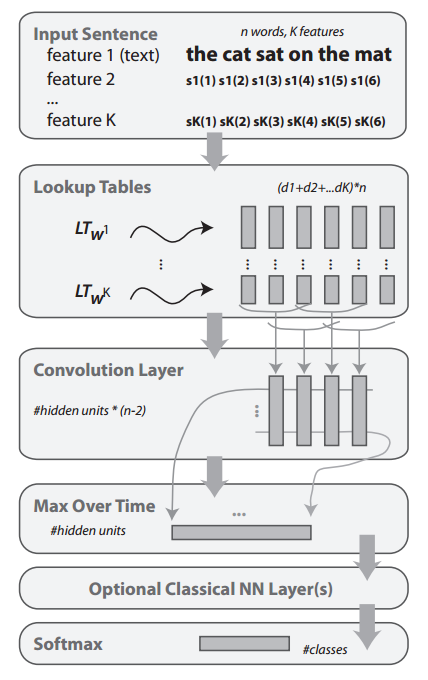 Input Sentence
n words, K features
feature 1 (text) the cat sat on the mat
feature 2 s1(1) s1(2) s1(3) s1(4) s1(5) s1(6)
...
feature K sK(1) sK(2) sK(3) sK(4) sK(5) sK(6)
Lookup Tables
(d1+d2+...dK)*n
LTW1
...
LTWK
Convolution Layer
#hidden units * (n-2)
Max Over Time
...
#hidden units
Optional Classical NN Layer(s)
Softmax
#classes